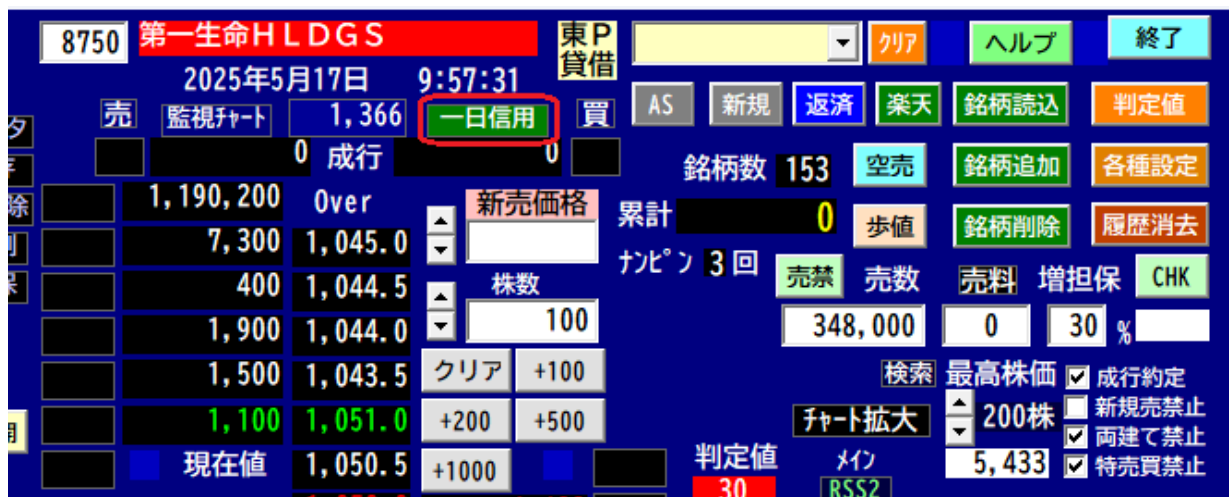 8750 第一生命HLDGS 東P 貸借 クリア ヘルプ 終了
2025年5月17日 9:57:31
売 監視チャート 1,366 一日信用 買 AS 新規 返済 楽天 銘柄読込 判定値
0 成行 0 銘柄数 153 空売 銘柄追加 各種設定
1,190,200 Over 新売価格 累計 0 歩値 銘柄削除 履歴消去
7,300 1,045.0 ナンピン 3回
400 1,044.5 株数 売禁 売数 売料 増担保 CHK
1,900 1,044.0 100 348,000 0 30 %
1,500 1,043.5 クリア +100 検索 最高株価 成行約定
1,100 1,051.0 +200 +500 チャート拡大 200株 新規売禁止
両建て禁止
現在値 1,050.5 +1000 判定値 メイン 5,433 特売買禁止
30 RSS2